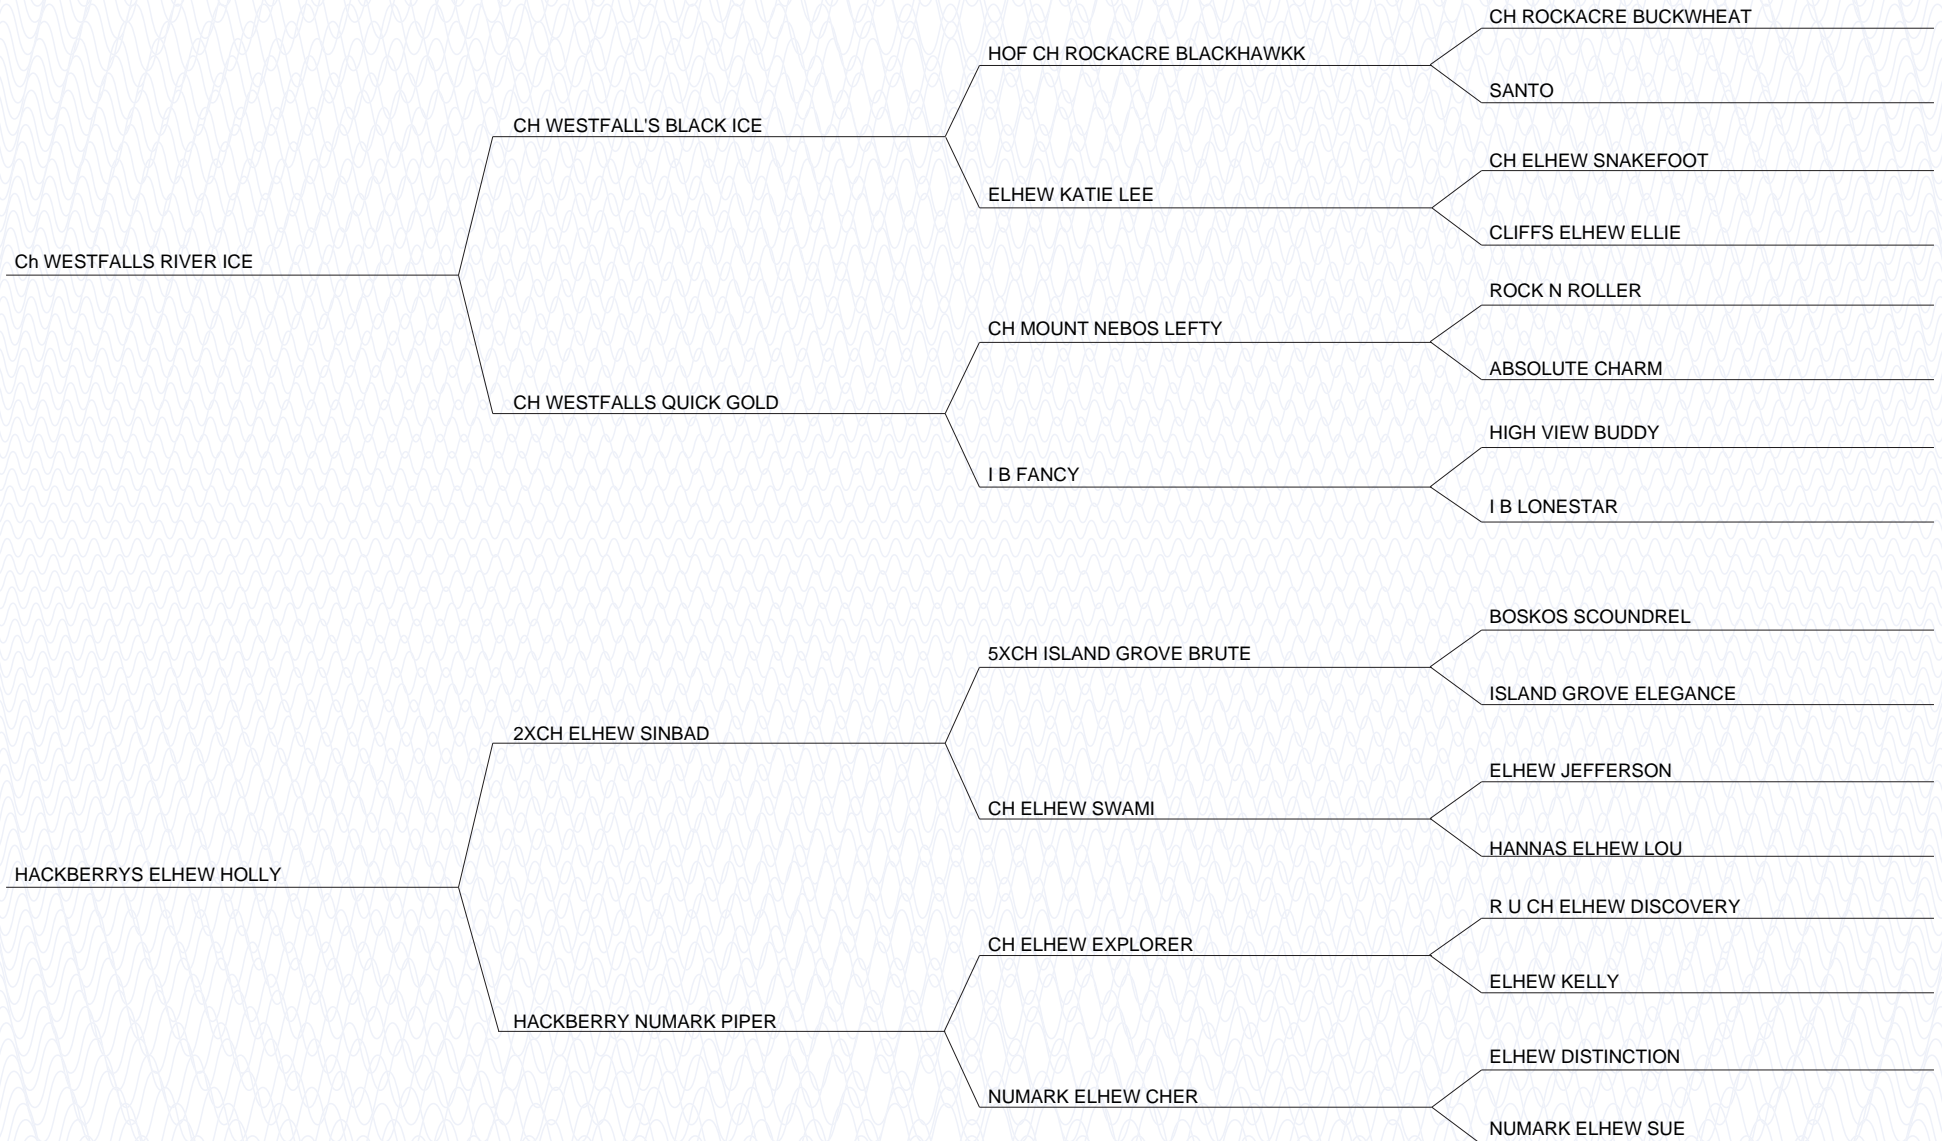 CH ROCKACRE BUCKWHEAT
HOF CH ROCKACRE BLACKHAWKK
SANTO
CH WESTFALL'S BLACK ICE
CH ELHEW SNAKEFOOT
ELHEW KATIE LEE
CLIFFS ELHEW ELLIE
Ch WESTFALLS RIVER ICE
ROCK N ROLLER
CH MOUNT NEBOS LEFTY
ABSOLUTE CHARM
CH WESTFALLS QUICK GOLD
HIGH VIEW BUDDY
I B FANCY
I B LONESTAR
BOSKOS SCOUNDREL
5XCH ISLAND GROVE BRUTE
ISLAND GROVE ELEGANCE
2XCH ELHEW SINBAD
ELHEW JEFFERSON
CH ELHEW SWAMI
HANNAS ELHEW LOU
HACKBERRYS ELHEW HOLLY
R U CH ELHEW DISCOVERY
CH ELHEW EXPLORER
ELHEW KELLY
HACKBERRY NUMARK PIPER
ELHEW DISTINCTION
NUMARK ELHEW CHER
NUMARK ELHEW SUE